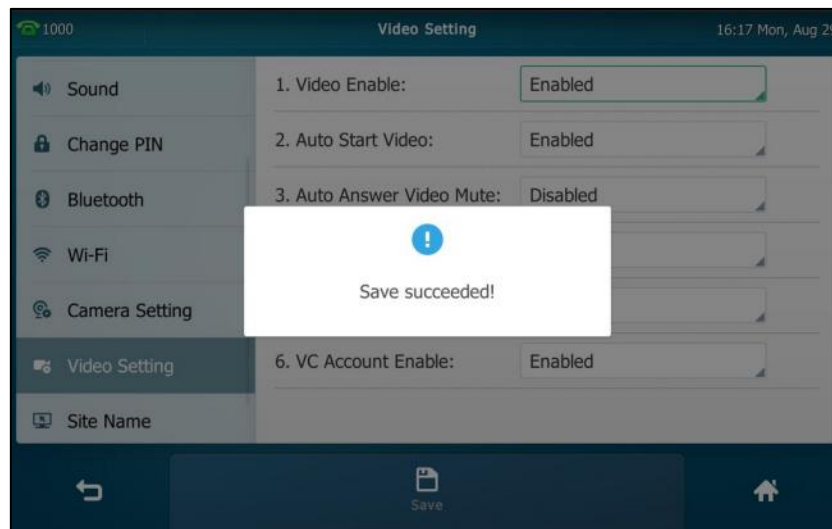 1000 Video Setting 16:17 Mon, Aug 29
Sound
Change PIN
Bluetooth
Wi-Fi
Camera Setting
Video Setting
Site Name
1. Video Enable: Enabled
2. Auto Start Video: Enabled
3. Auto Answer Video Mute: Disabled
Save succeeded!
6. VC Account Enable: Enabled
Save